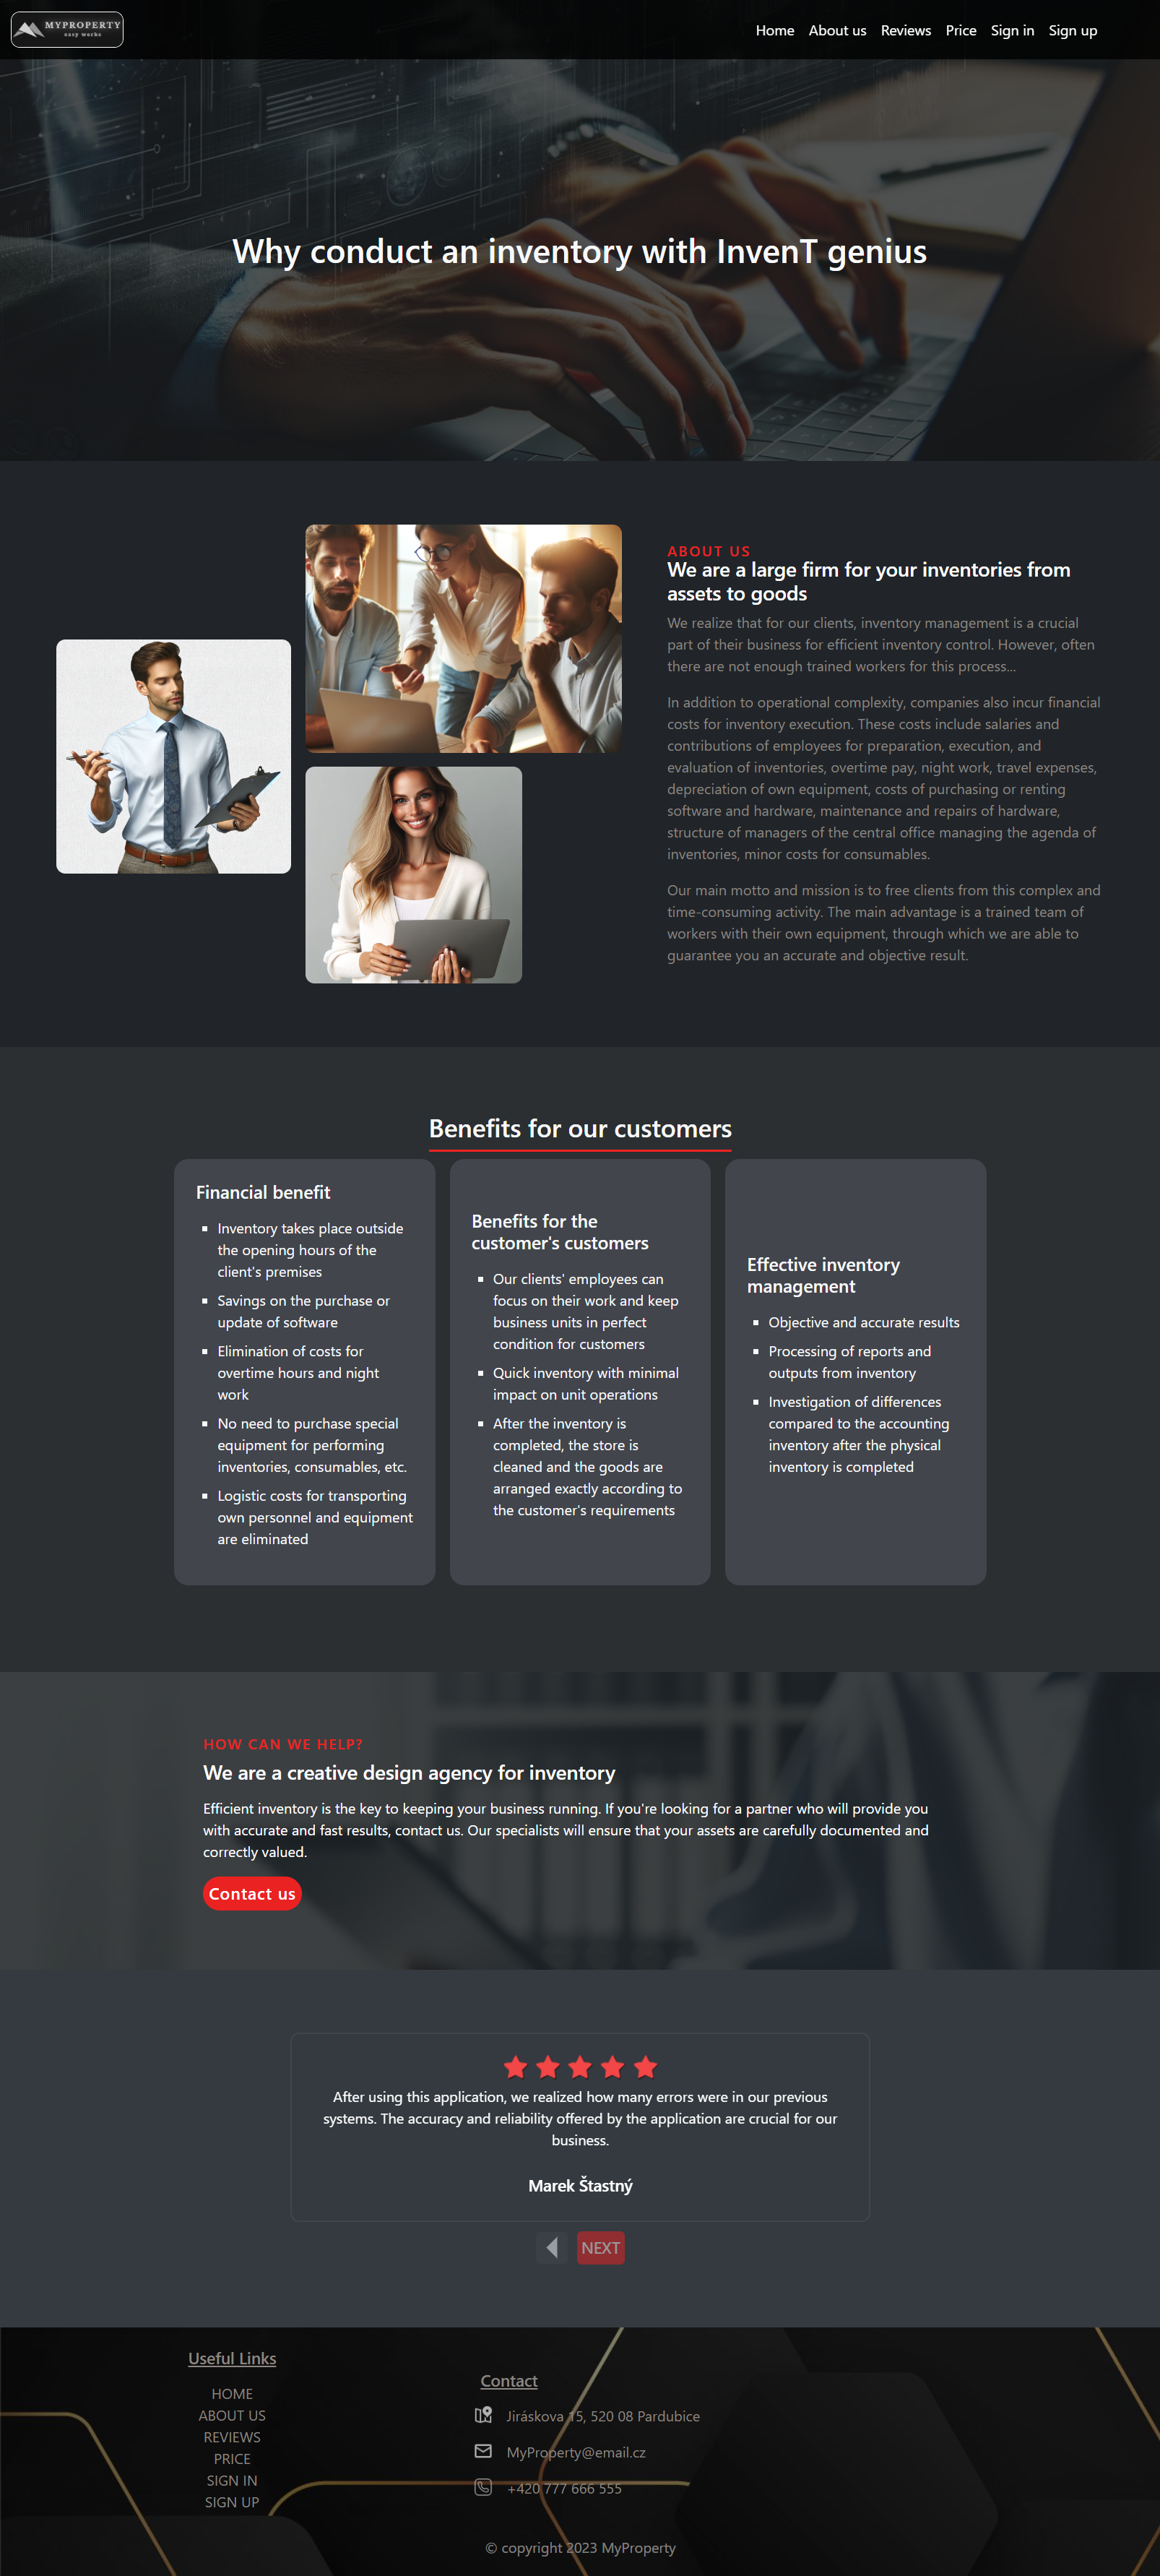 MYPROPERTY
easy works
Home About us Reviews Price Sign in Sign up
Why conduct an inventory with InvenT genius
ABOUT US
We are a large firm for your inventories from
assets to goods
We realize that for our clients, inventory management is a crucial
part of their business for efficient inventory control. However, often
there are not enough trained workers for this process...
In addition to operational complexity, companies also incur financial
costs for inventory execution. These costs include salaries and
contributions of employees for preparation, execution, and
evaluation of inventories, overtime pay, night work, travel expenses,
depreciation of own equipment, costs of purchasing or renting
software and hardware, maintenance and repairs of hardware,
structure of managers of the central office managing the agenda of
inventories, minor costs for consumables.
Our main motto and mission is to free clients from this complex and
time-consuming activity. The main advantage is a trained team of
workers with their own equipment, through which we are able to
guarantee you an accurate and objective result.
Benefits for our customers
Financial benefit
Inventory takes place outside
the opening hours of the
client's premises
Savings on the purchase or
update of software
Elimination of costs for
overtime hours and night
work
No need to purchase special
equipment for performing
inventories, consumables, etc.
Logistic costs for transporting
own personnel and equipment
are eliminated
Benefits for the
customer's customers
Our clients' employees can
focus on their work and keep
business units in perfect
condition for customers
Quick inventory with minimal
impact on unit operations
After the inventory is
completed, the store is
cleaned and the goods are
arranged exactly according to
the customer's requirements
Effective inventory
management
Objective and accurate results
Processing of reports and
outputs from inventory
Investigation of differences
compared to the accounting
inventory after the physical
inventory is completed
HOW CAN WE HELP?
We are a creative design agency for inventory
Efficient inventory is the key to keeping your business running. If you're looking for a partner who will provide you
with accurate and fast results, contact us. Our specialists will ensure that your assets are carefully documented and
correctly valued.
Contact us
After using this application, we realized how many errors were in our previous
systems. The accuracy and reliability offered by the application are crucial for our
business.
Marek Štastný
NEXT
Useful Links
HOME
ABOUT US
REVIEWS
PRICE
SIGN IN
SIGN UP
Contact
Jiráskova 15, 520 08 Pardubice
MyProperty@email.cz
+420 777 666 555
© copyright 2023 MyProperty